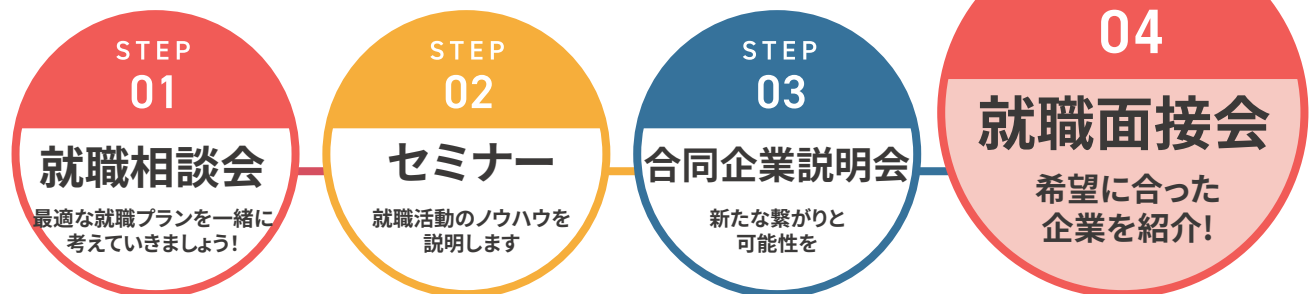 STEP
01
就職相談会
最適な就職プランを一緒に
考えていきましょう!
STEP
02
セミナー
就職活動のノウハウを
説明します
STEP
03
合同企業説明会
新たな繋がりと
可能性を
04
就職面接会
希望に合った
企業を紹介!